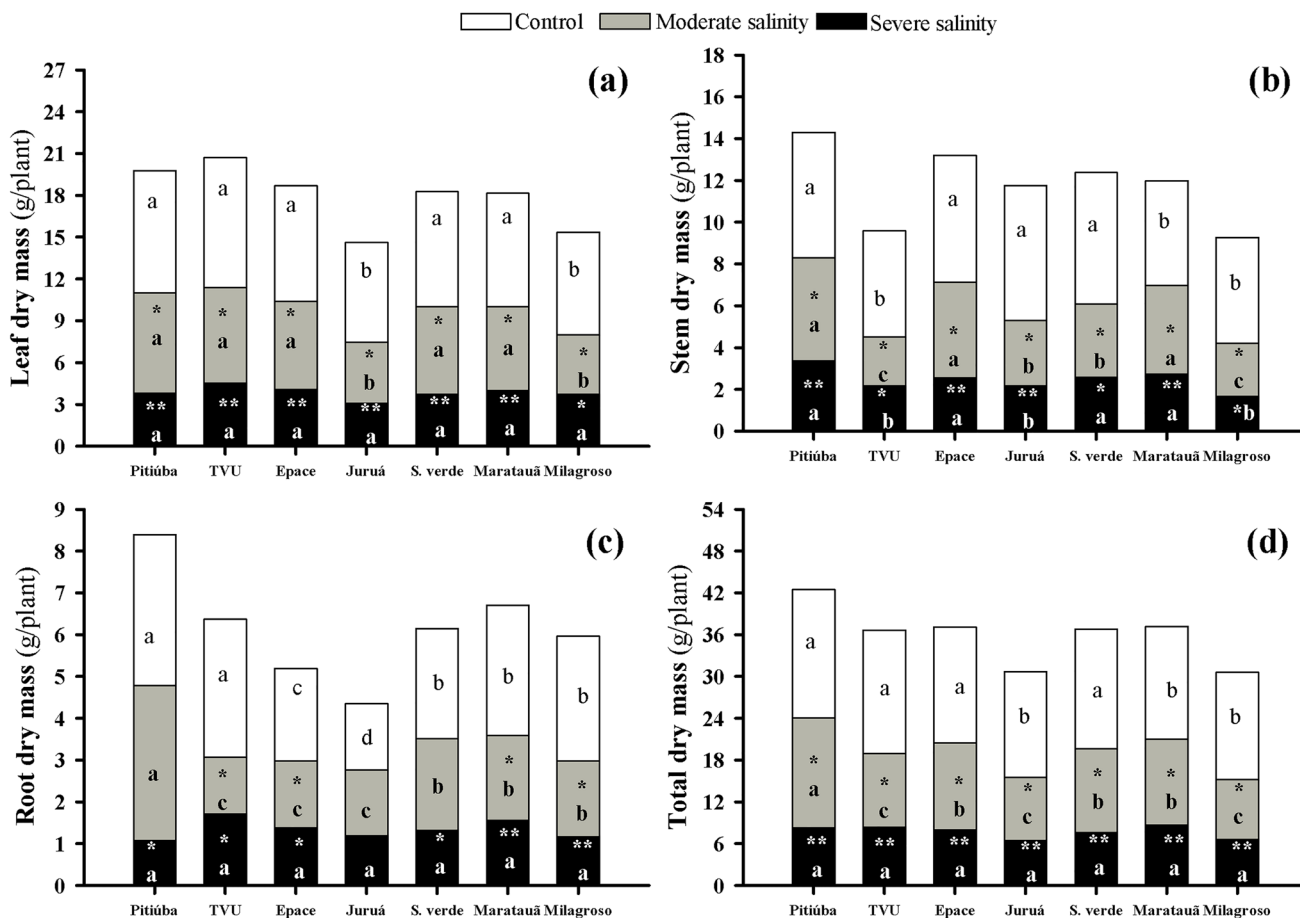 Control Moderate salinity Severe salinity
(a)
Leaf dry mass (g/plant)
27
24
21
18
15
12
9
6
3
0
a a a b a a b
* * * * * * *
a a a b a a b
** ** ** ** ** ** *
a a a a a a a
Pitiúba TVU Epace Juruá S. verde Maratauã Milagroso
(b)
Stem dry mass (g/plant)
18
16
14
12
10
8
6
4
2
0
a b a a a b b
* * * * * * *
a c a b b a c
** * ** ** * ** *b
a b a b a a
Pitiúba TVU Epace Juruá S. verde Maratauã Milagroso
(c)
Root dry mass (g/plant)
9
8
7
6
5
4
3
2
1
0
a a c d b b b
* * * *
a c c c b b b
* * * * ** **
a a a a a a a
Pitiúba TVU Epace Juruá S. verde Maratauã Milagroso
(d)
Total dry mass (g/plant)
54
48
42
36
30
24
18
12
6
0
a a a b a b b
* * * * * * *
a c b c b b c
** ** ** ** ** ** **
a a a a a a a
Pitiúba TVU Epace Juruá S. verde Maratauã Milagroso